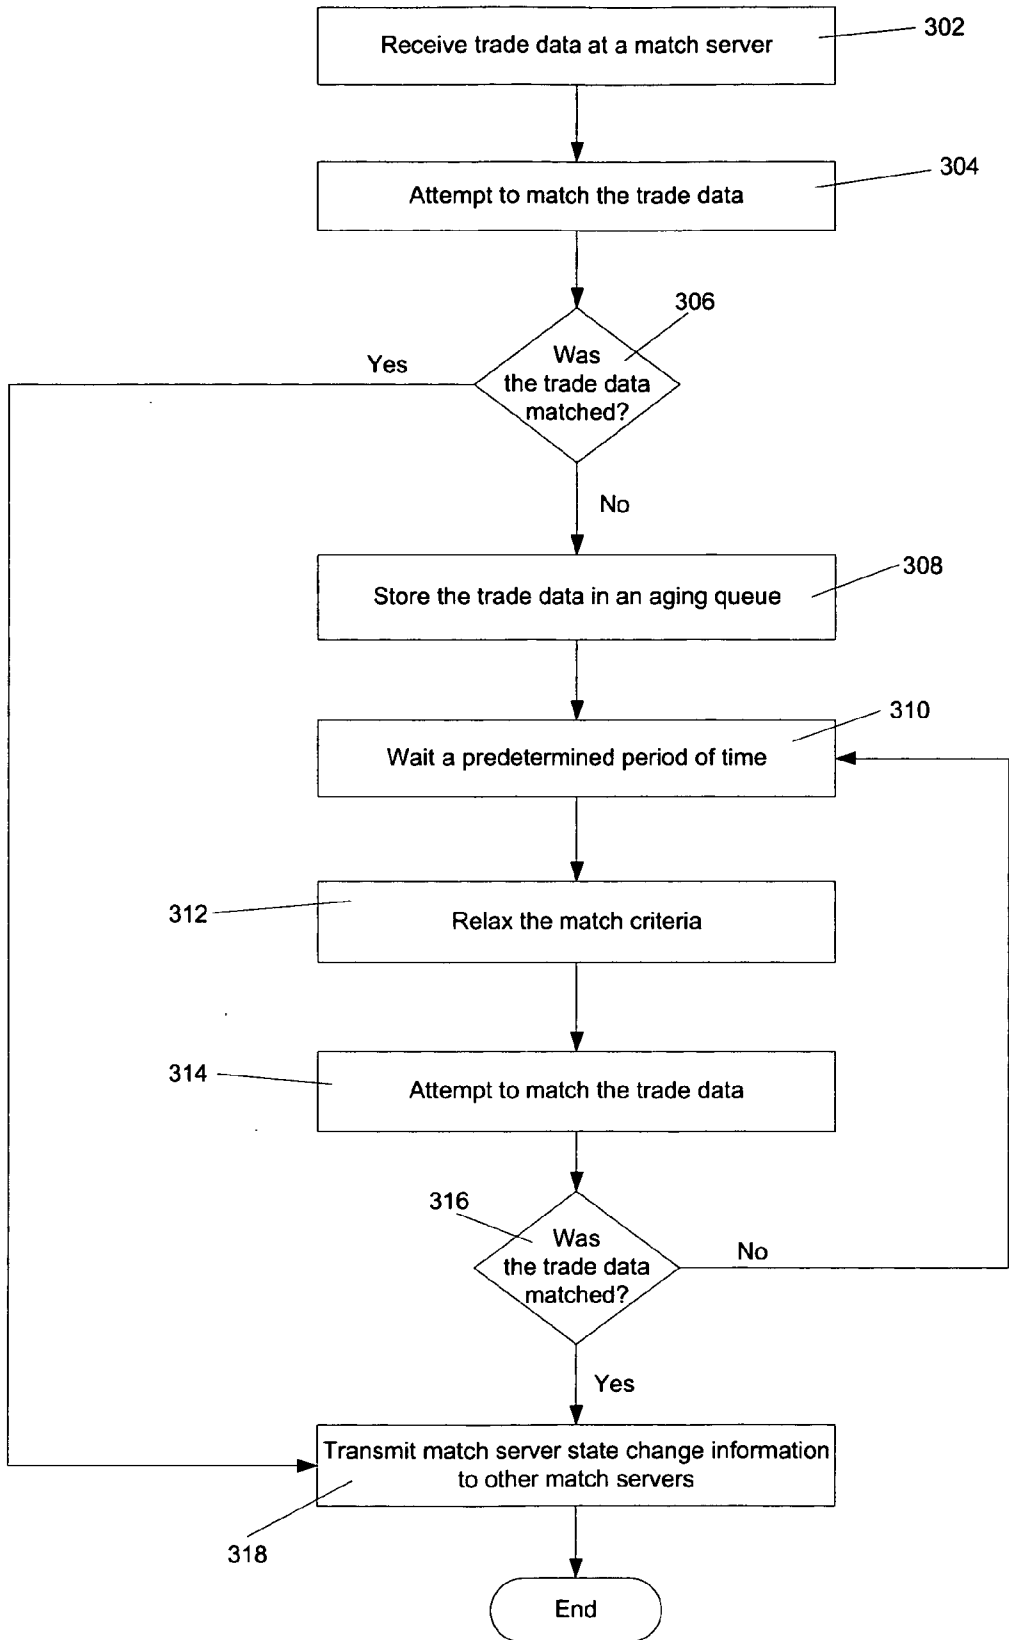 Receive trade data at a match server
302
Attempt to match the trade data
304
306
Was
the trade data
matched?
Yes
No
Store the trade data in an aging queue
308
Wait a predetermined period of time
310
312
Relax the match criteria
314
Attempt to match the trade data
316
Was
the trade data
matched?
No
Yes
Transmit match server state change information
to other match servers
318
End